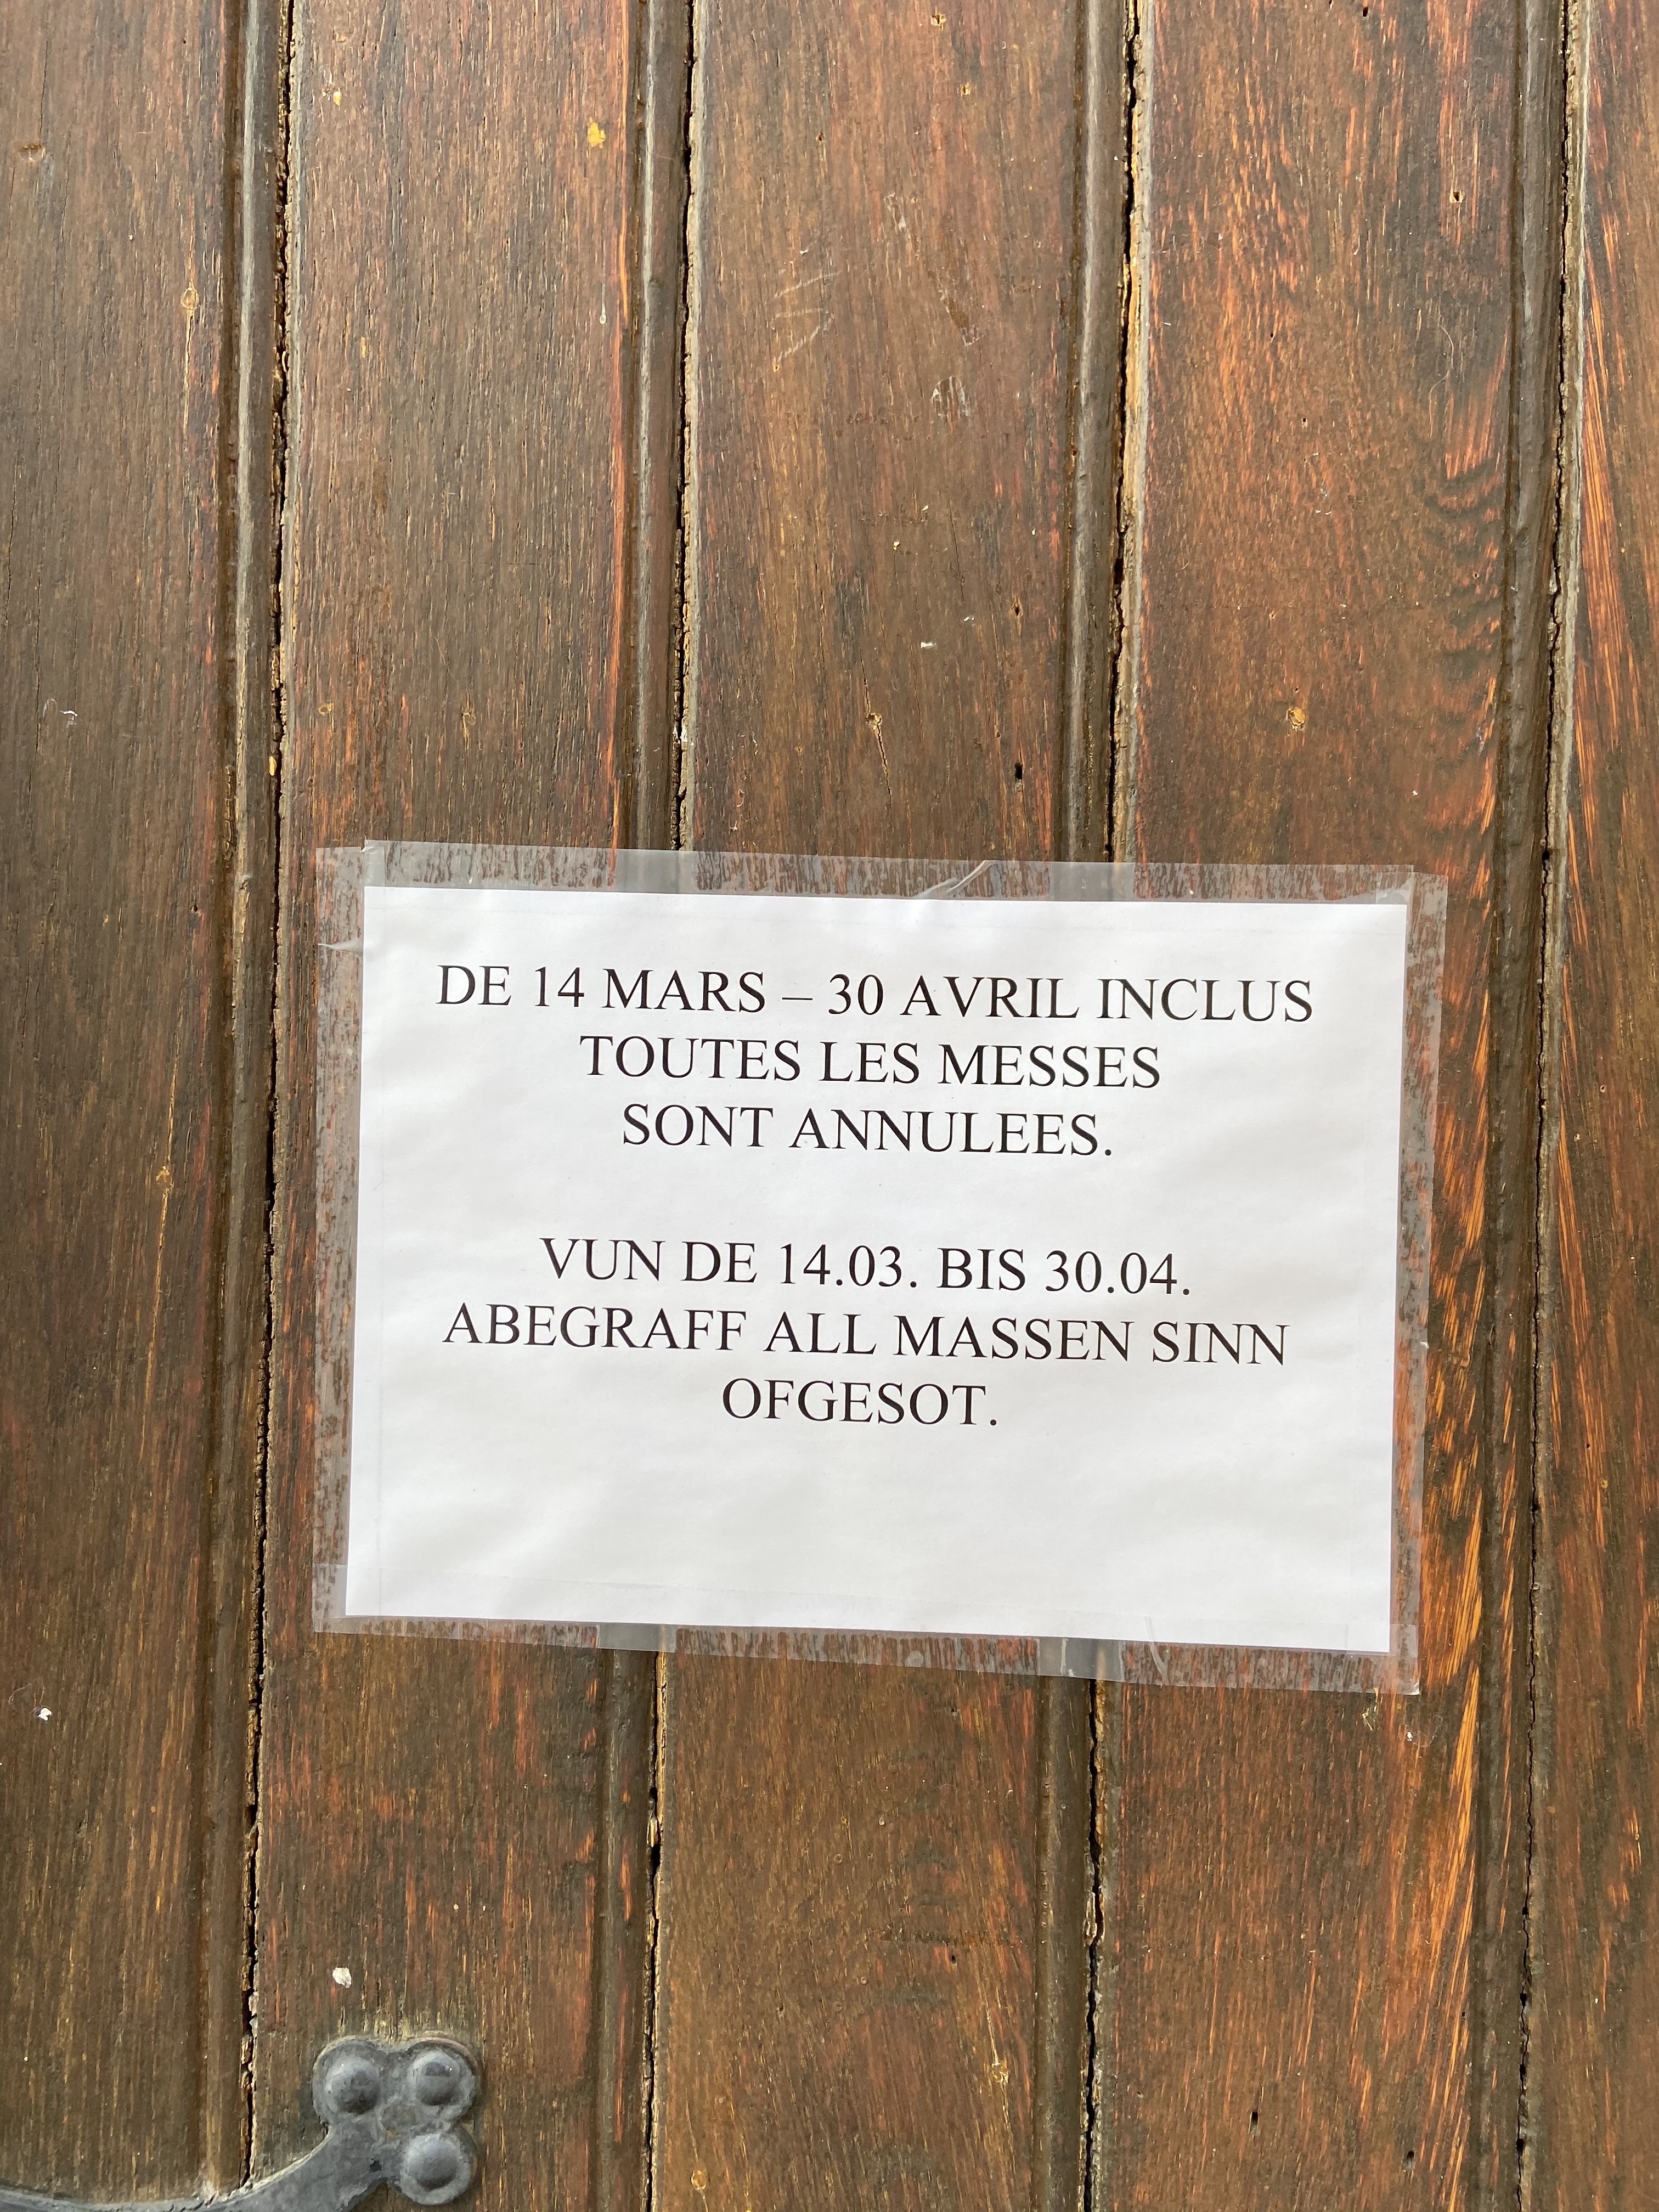 DE 14 MARS – 30 AVRIL INCLUS
TOUTES LES MESSES
SONT ANNULEES.
VUN DE 14.03. BIS 30.04.
ABEGRAFF ALL MASSEN SINN
OFGESOT.